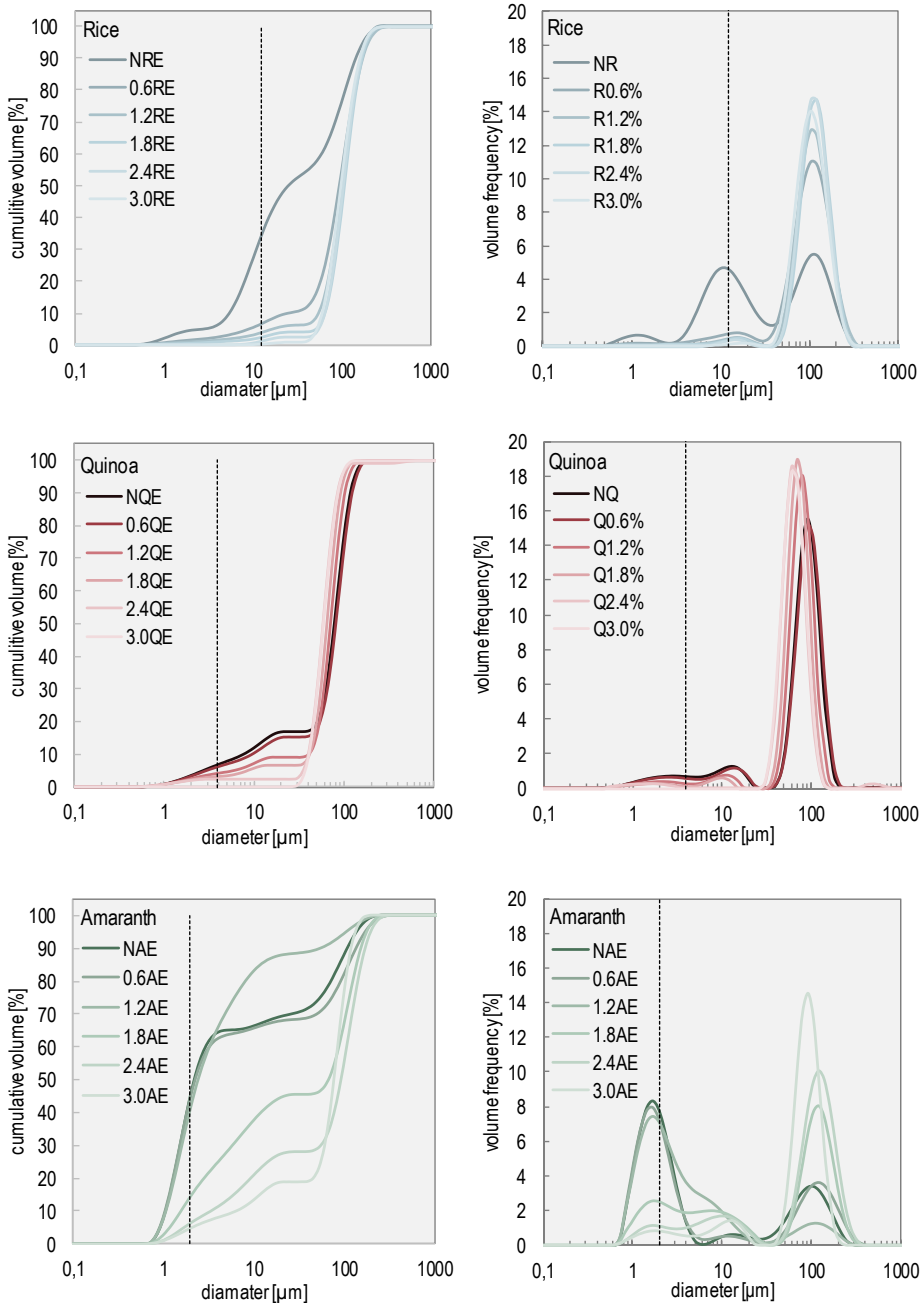 Rice
NRE
0.6RE
1.2RE
1.8RE
2.4RE
3.0RE
cumulitive volume [%]
100
90
80
70
60
50
40
30
20
10
0
0,1 1 10 100 1000
diamater [µm]
Rice
NR
R0.6%
R1.2%
R1.8%
R2.4%
R3.0%
volume frequency [%]
20
18
16
14
12
10
8
6
4
2
0
0,1 1 10 100 1000
diameter [µm]
Quinoa
NQE
0.6QE
1.2QE
1.8QE
2.4QE
3.0QE
cumulitive volume [%]
100
90
80
70
60
50
40
30
20
10
0
0,1 1 10 100 1000
diameter [µm]
Quinoa
NQ
Q0.6%
Q1.2%
Q1.8%
Q2.4%
Q3.0%
volume frequency [%]
20
18
16
14
12
10
8
6
4
2
0
0,1 1 10 100 1000
diameter [µm]
Amaranth
NAE
0.6AE
1.2AE
1.8AE
2.4AE
3.0AE
cumulative volume [%]
100
90
80
70
60
50
40
30
20
10
0
0,1 1 10 100 1000
diameter [µm]
Amaranth
NAE
0.6AE
1.2AE
1.8AE
2.4AE
3.0AE
volume frequency [%]
20
18
16
14
12
10
8
6
4
2
0
0,1 1 10 100 1000
diameter [µm]